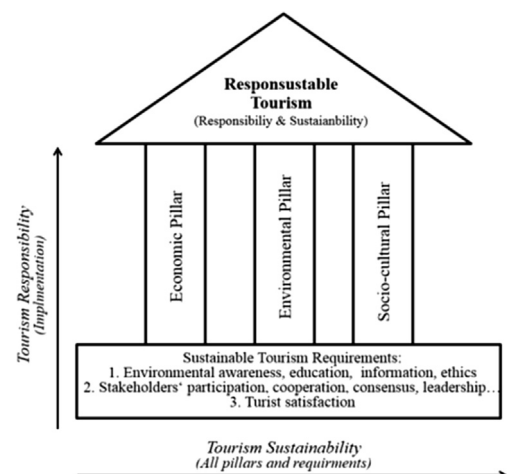 Responsustable
Tourism
(Responsibiliy & Sustaianbility)
Economic Pillar
Environmental Pillar
Socio-cultural Pillar
Tourism Responsibility
(Implmentation)
Sustainable Tourism Requirements:
1. Environmental awareness, education, information, ethics
2. Stakeholders‘ participation, cooperation, consensus, leadership…
3. Turist satisfaction
Tourism Sustainability
(All pillars and requirments)